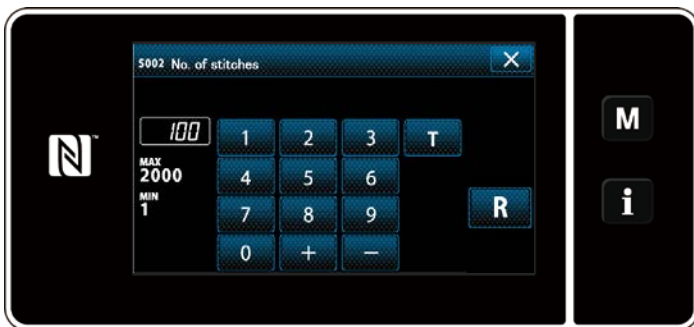 S002 No. of stitches
100
1 2 3 T
MAX
2000
4 5 6
MIN
1
7 8 9
R
0 + −
M
i
N